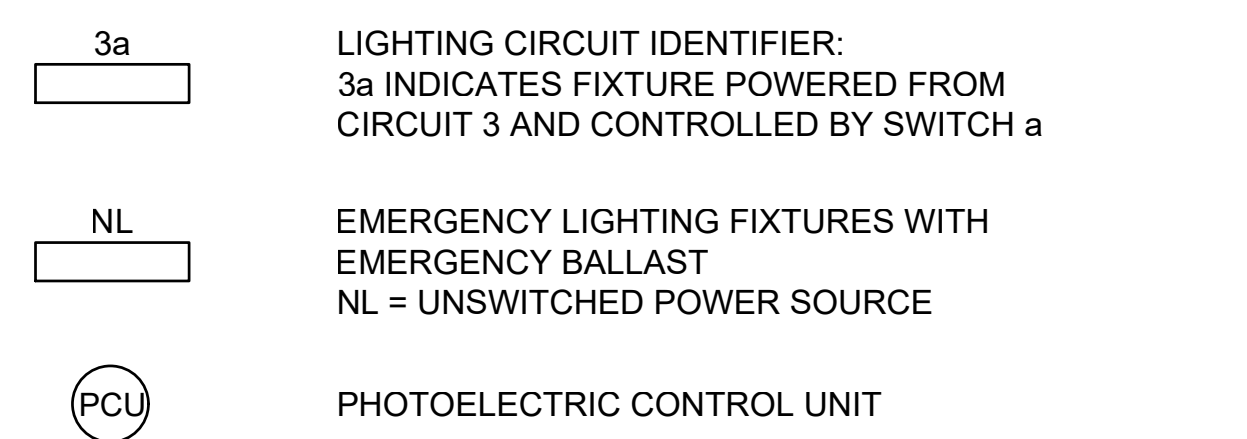 3a LIGHTING CIRCUIT IDENTIFIER:
3a INDICATES FIXTURE POWERED FROM
CIRCUIT 3 AND CONTROLLED BY SWITCH a
NL EMERGENCY LIGHTING FIXTURES WITH
EMERGENCY BALLAST
NL = UNSWITCHED POWER SOURCE
PCU PHOTOELECTRIC CONTROL UNIT